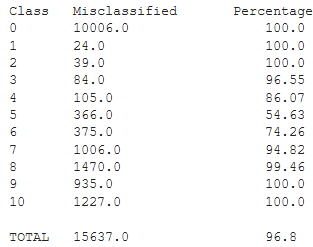 Class Misclassified Percentage
0 10006.0 100.0
1 24.0 100.0
2 39.0 100.0
3 84.0 96.55
4 105.0 86.07
5 366.0 54.63
6 375.0 74.26
7 1006.0 94.82
8 1470.0 99.46
9 935.0 100.0
10 1227.0 100.0
TOTAL 15637.0 96.8